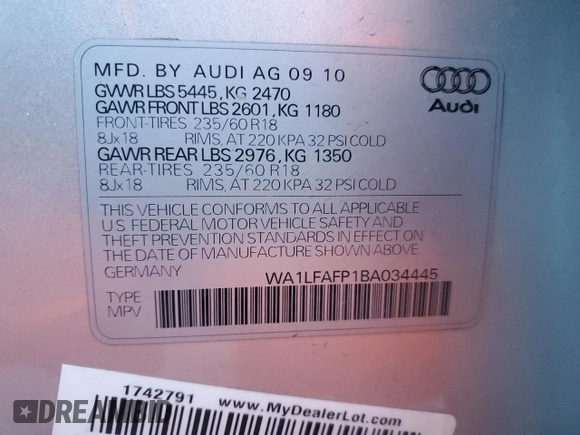 MFD. BY AUDI AG 09 10
GVWR LBS 5445, KG 2470
GAWR FRONT LBS 2601, KG 1180
FRONT-TIRES 235/60 R18
8Jx18 RIMS, AT 220 KPA 32 PSI COLD
GAWR REAR LBS 2976, KG 1350
REAR-TIRES 235/60 R18
8Jx18 RIMS, AT 220 KPA 32 PSI COLD
Audi
THIS VEHICLE CONFORMS TO ALL APPLICABLE
U.S. FEDERAL MOTOR VEHICLE SAFETY AND
THEFT PREVENTION STANDARDS IN EFFECT ON
THE DATE OF MANUFACTURE SHOWN ABOVE.
GERMANY WA1LFAFP1BA034445
TYPE
MPV
1742791
www.MyDealerLot.com
DREAMBID